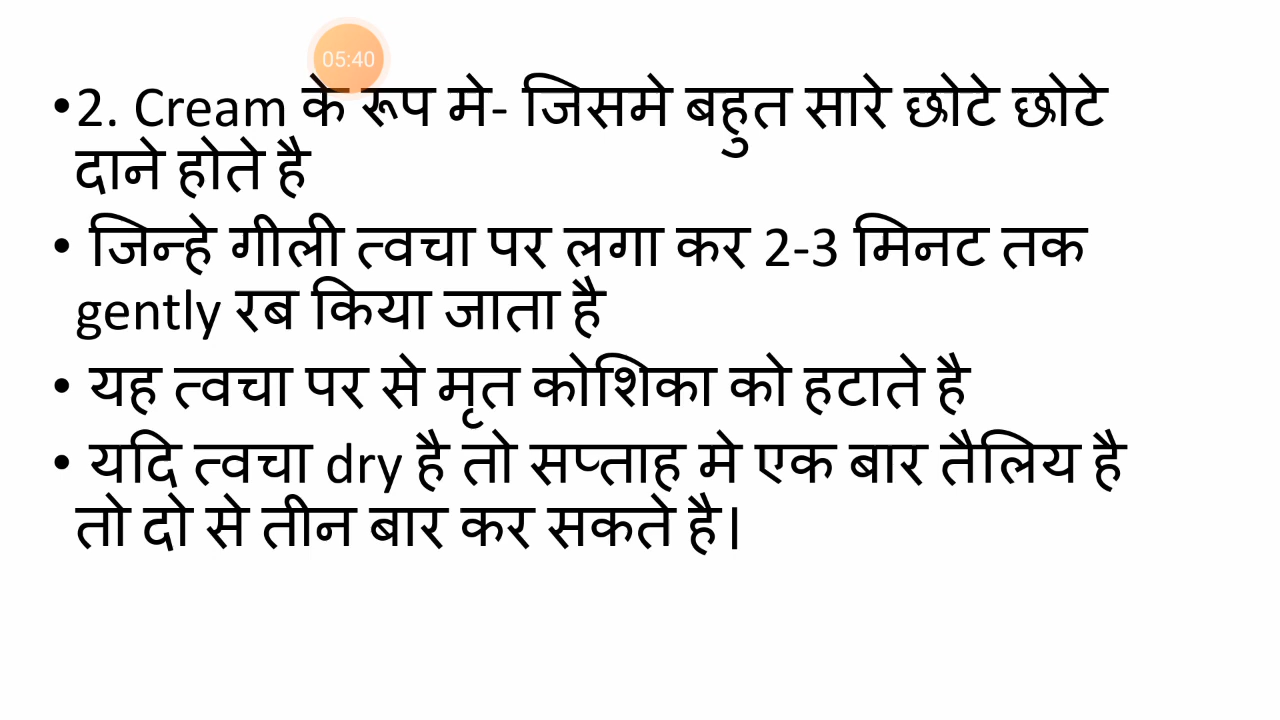 05:40
•2. Cream के रूप मे- जिसमे बहुत सारे छोटे छोटे
दाने होते है
• जिन्हे गीली त्वचा पर लगा कर 2-3 मिनट तक
gently रब किया जाता है
• यह त्वचा पर से मृत कोशिका को हटाते है
• यदि त्वचा dry है तो सप्ताह मे एक बार तैलिय है
तो दो से तीन बार कर सकते है।